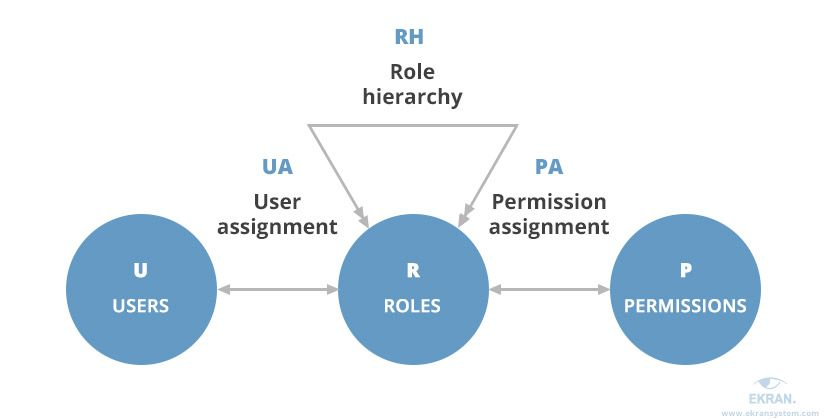 RH
Role
hierarchy
UA
User
assignment
PA
Permission
assignment
U
USERS
R
ROLES
P
PERMISSIONS
EKRAN.
www.ekransystem.com